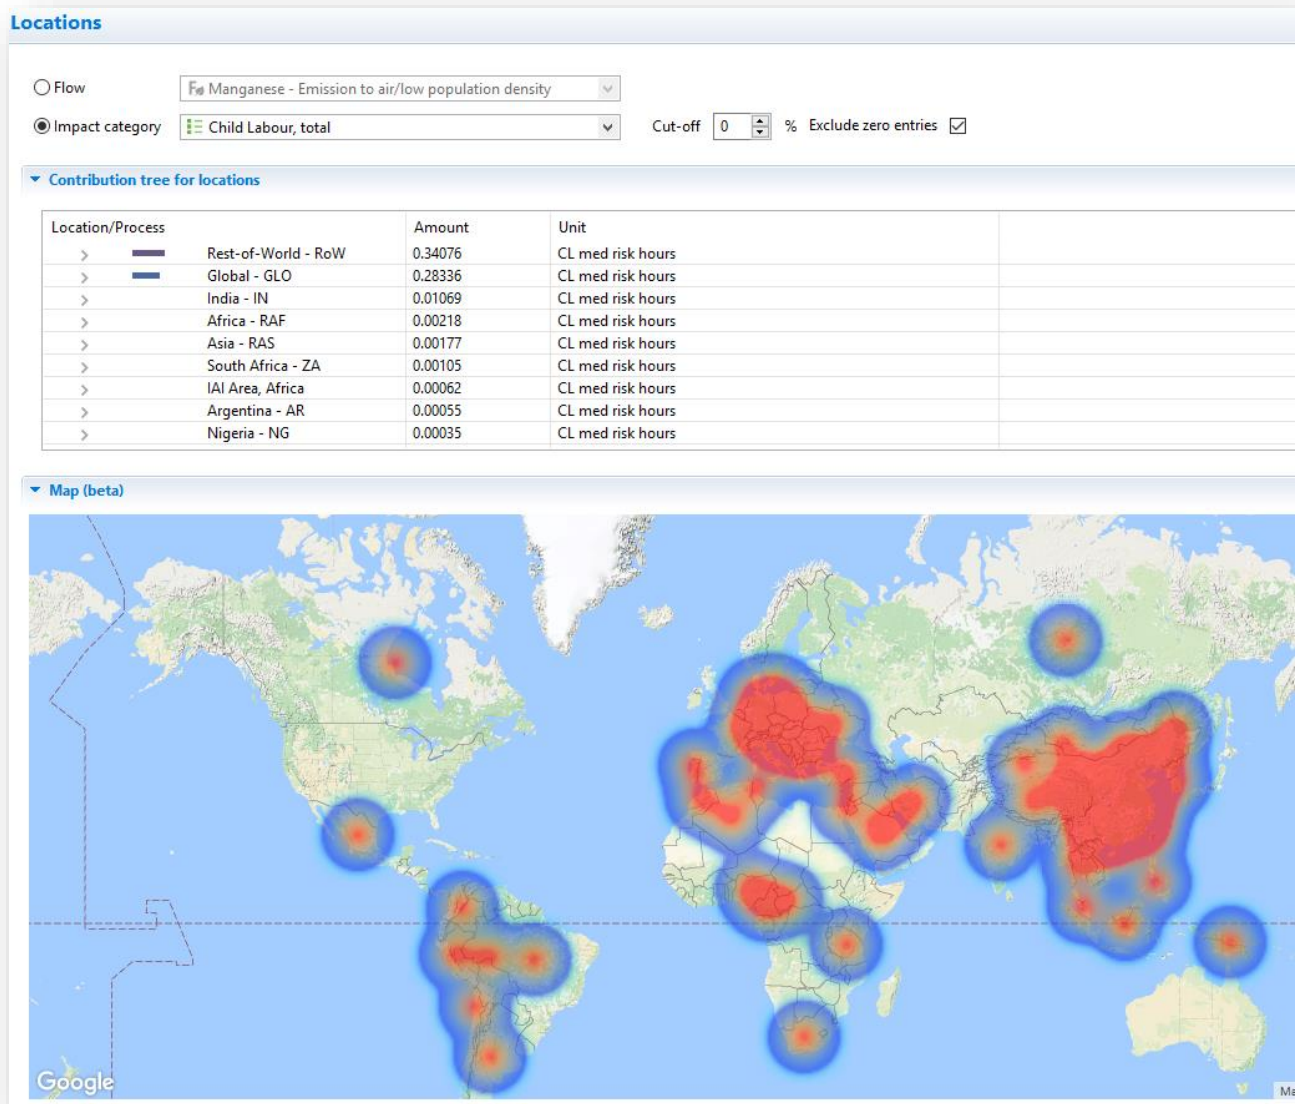 Locations
Flow
Manganese - Emission to air/low population density
Impact category
Child Labour, total
Cut-off 0 % Exclude zero entries
Contribution tree for locations
Location/Process Amount Unit
Rest-of-World - RoW 0.34076 CL med risk hours
Global - GLO 0.28336 CL med risk hours
India - IN 0.01069 CL med risk hours
Africa - RAF 0.00218 CL med risk hours
Asia - RAS 0.00177 CL med risk hours
South Africa - ZA 0.00105 CL med risk hours
IAI Area, Africa 0.00062 CL med risk hours
Argentina - AR 0.00055 CL med risk hours
Nigeria - NG 0.00035 CL med risk hours
Map (beta)
Google